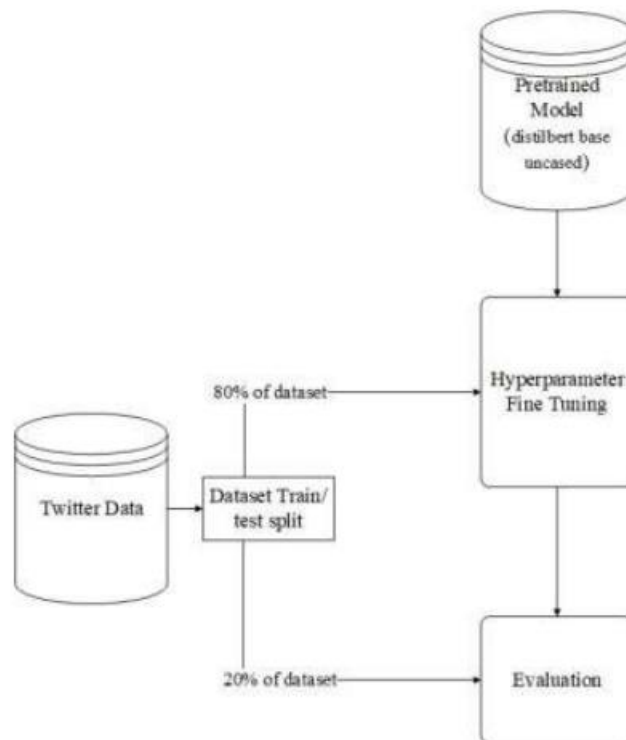 Pretrained
Model
(distilbert base
uncased)
80% of dataset
Hyperparameter
Fine Tuning
Twitter Data
Dataset Train/
test split
20% of dataset
Evaluation